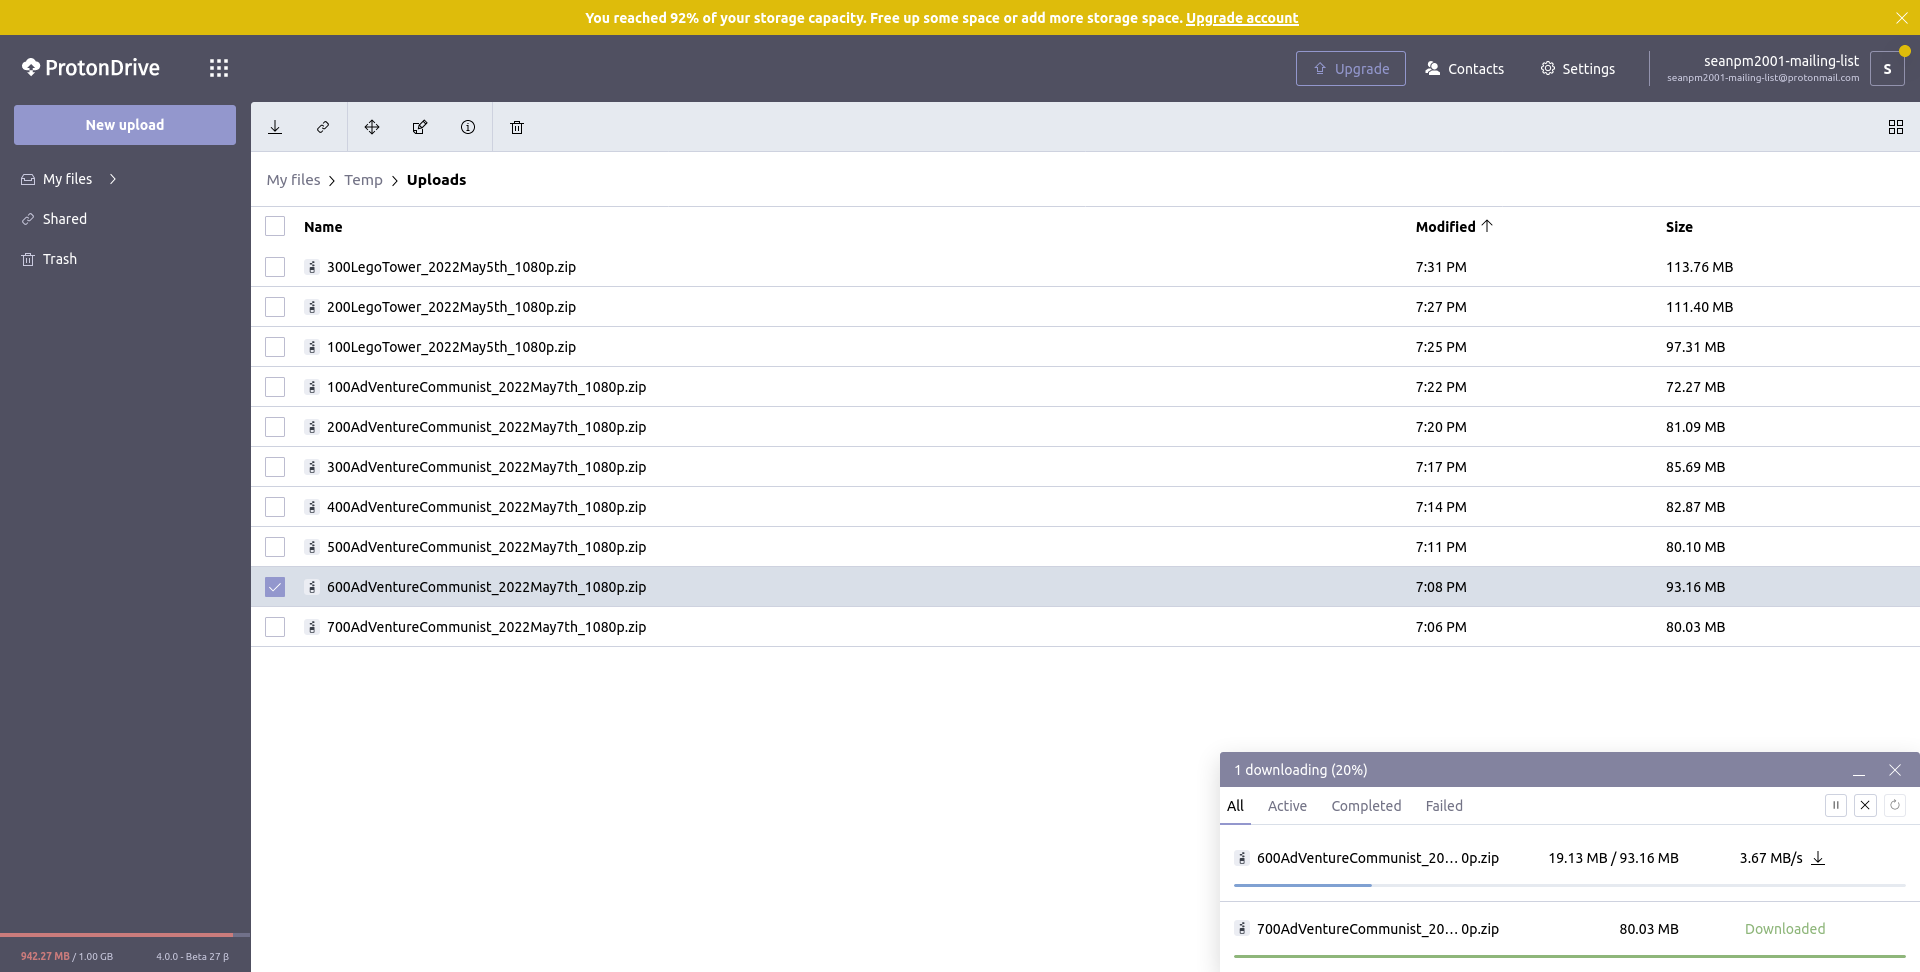 You reached 92% of your storage capacity. Free up some space or add more storage space. Upgrade account
ProtonDrive
Upgrade
Contacts
Settings
seanpm2001-mailing-list
seanpm2001-mailing-list@protonmail.com
S
New upload
My files
Shared
Trash
My files > Temp > Uploads
Name Modified Size
300LegoTower_2022May5th_1080p.zip 7:31 PM 113.76 MB
200LegoTower_2022May5th_1080p.zip 7:27 PM 111.40 MB
100LegoTower_2022May5th_1080p.zip 7:25 PM 97.31 MB
100AdVentureCommunist_2022May7th_1080p.zip 7:22 PM 72.27 MB
200AdVentureCommunist_2022May7th_1080p.zip 7:20 PM 81.09 MB
300AdVentureCommunist_2022May7th_1080p.zip 7:17 PM 85.69 MB
400AdVentureCommunist_2022May7th_1080p.zip 7:14 PM 82.87 MB
500AdVentureCommunist_2022May7th_1080p.zip 7:11 PM 80.10 MB
600AdVentureCommunist_2022May7th_1080p.zip 7:08 PM 93.16 MB
700AdVentureCommunist_2022May7th_1080p.zip 7:06 PM 80.03 MB
1 downloading (20%)
All Active Completed Failed
600AdVentureCommunist_20... 0p.zip 19.13 MB / 93.16 MB 3.67 MB/s
700AdVentureCommunist_20... 0p.zip 80.03 MB Downloaded
942.27 MB / 1.00 GB 4.0.0 - Beta 27 β